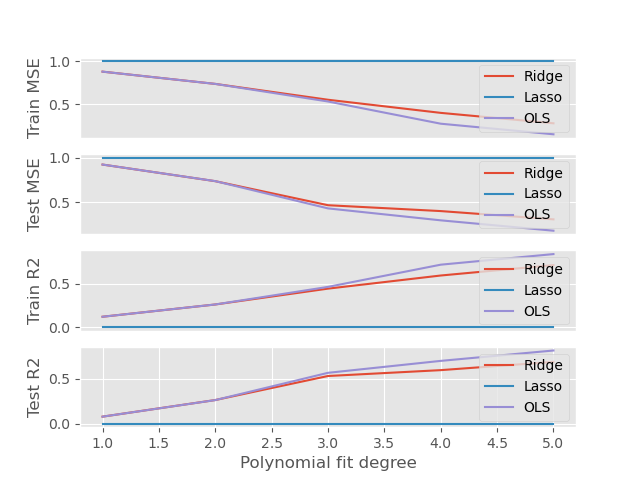 1.0
0.5
Train MSE
Ridge
Lasso
OLS
1.0
0.5
Test MSE
Ridge
Lasso
OLS
0.5
0.0
Train R2
Ridge
Lasso
OLS
0.5
0.0
Test R2
Ridge
Lasso
OLS
1.0 1.5 2.0 2.5 3.0 3.5 4.0 4.5 5.0
Polynomial fit degree